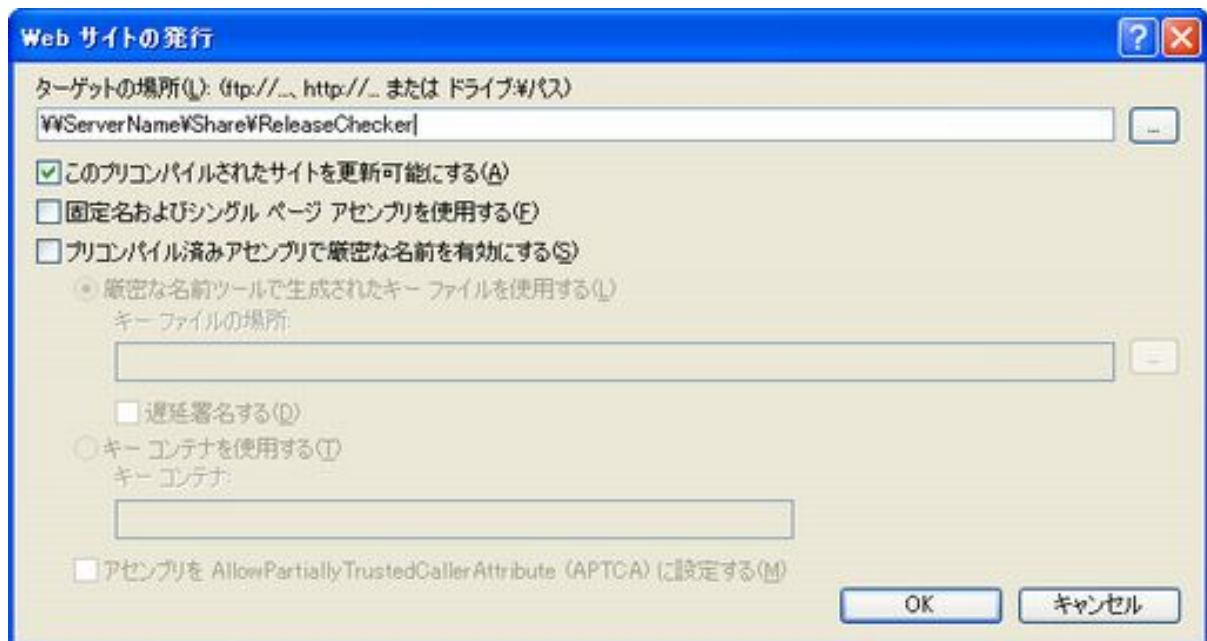 Web サイトの発行
ターゲットの場所(L): (ftp://...、http://... または ドライブ:¥パス)
¥¥ServerName¥Share¥ReleaseChecker
...
このプリコンパイルされたサイトを更新可能にする(A)
固定名およびシングル ページ アセンブリを使用する(F)
プリコンパイル済みアセンブリで厳密な名前を有効にする(S)
厳密な名前ツールで生成されたキー ファイルを使用する(L)
キー ファイルの場所:
...
遅延署名する(D)
キー コンテナを使用する(T)
キー コンテナ:
アセンブリを AllowPartiallyTrustedCallerAttribute (APTCA) に設定する(M)
OK
キャンセル